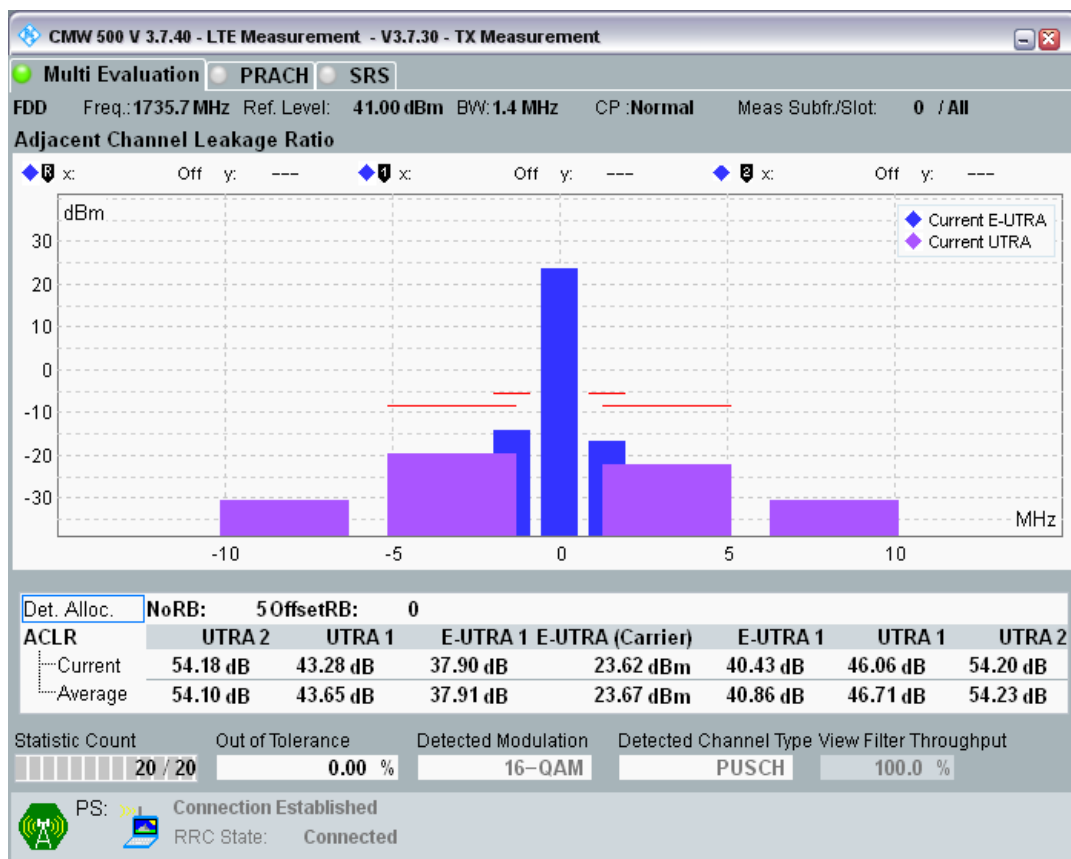 CMW 500 V 3.7.40 - LTE Measurement - V3.7.30 - TX Measurement
Multi Evaluation PRACH SRS
FDD Freq.: 1735.7 MHz Ref. Level: 41.00 dBm BW: 1.4 MHz CP :Normal Meas Subfr./Slot: 0 / All
Adjacent Channel Leakage Ratio
R x: Off y: --- 1 x: Off y: --- 2 x: Off y: ---
dBm
Current E-UTRA
Current UTRA
30
20
10
0
-10
-20
-30
MHz
-10 -5 0 5 10
Det. Alloc. NoRB: 5 OffsetRB: 0
ACLR UTRA 2 UTRA 1 E-UTRA 1 E-UTRA (Carrier) E-UTRA 1 UTRA 1 UTRA 2
Current 54.18 dB 43.28 dB 37.90 dB 23.62 dBm 40.43 dB 46.06 dB 54.20 dB
Average 54.10 dB 43.65 dB 37.91 dB 23.67 dBm 40.86 dB 46.71 dB 54.23 dB
Statistic Count Out of Tolerance Detected Modulation Detected Channel Type View Filter Throughput
20 / 20 0.00 % 16-QAM PUSCH 100.0 %
PS: Connection Established
RRC State: Connected